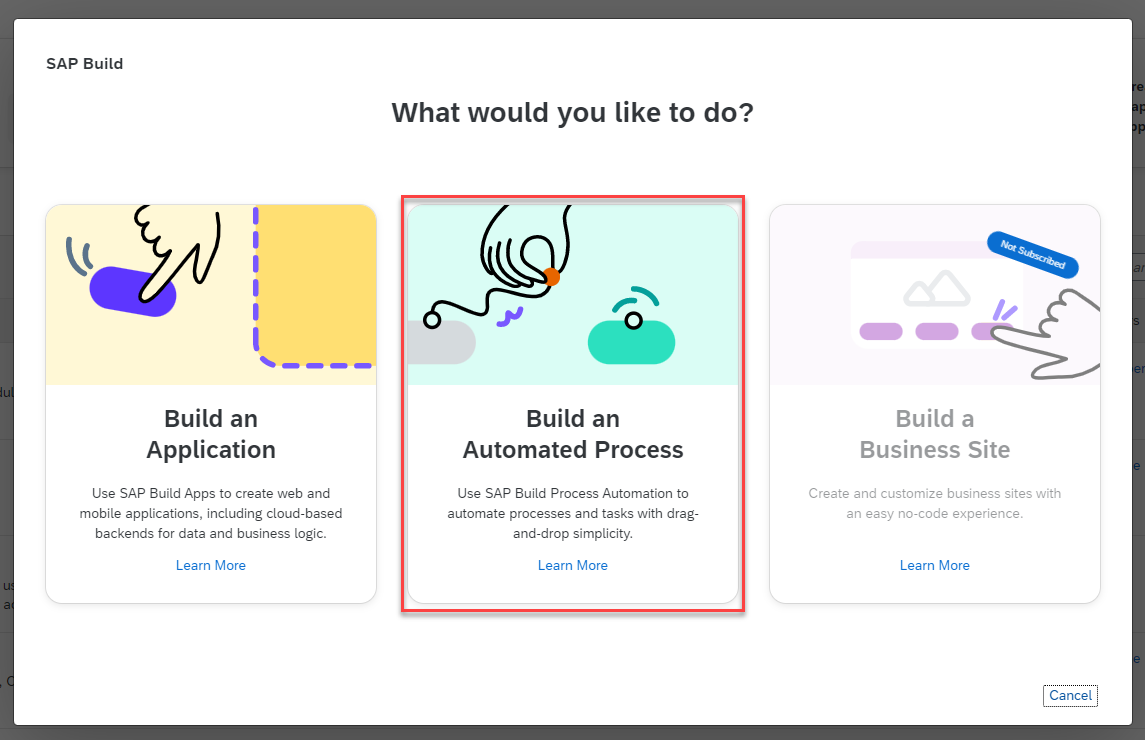 SAP Build
What would you like to do?
Build an
Application
Use SAP Build Apps to create web and
mobile applications, including cloud-based
backends for data and business logic.
Learn More
Build an
Automated Process
Use SAP Build Process Automation to
automate processes and tasks with drag-
and-drop simplicity.
Learn More
Not Subscribed
Build a
Business Site
Create and customize business sites with
an easy no-code experience.
Learn More
Cancel